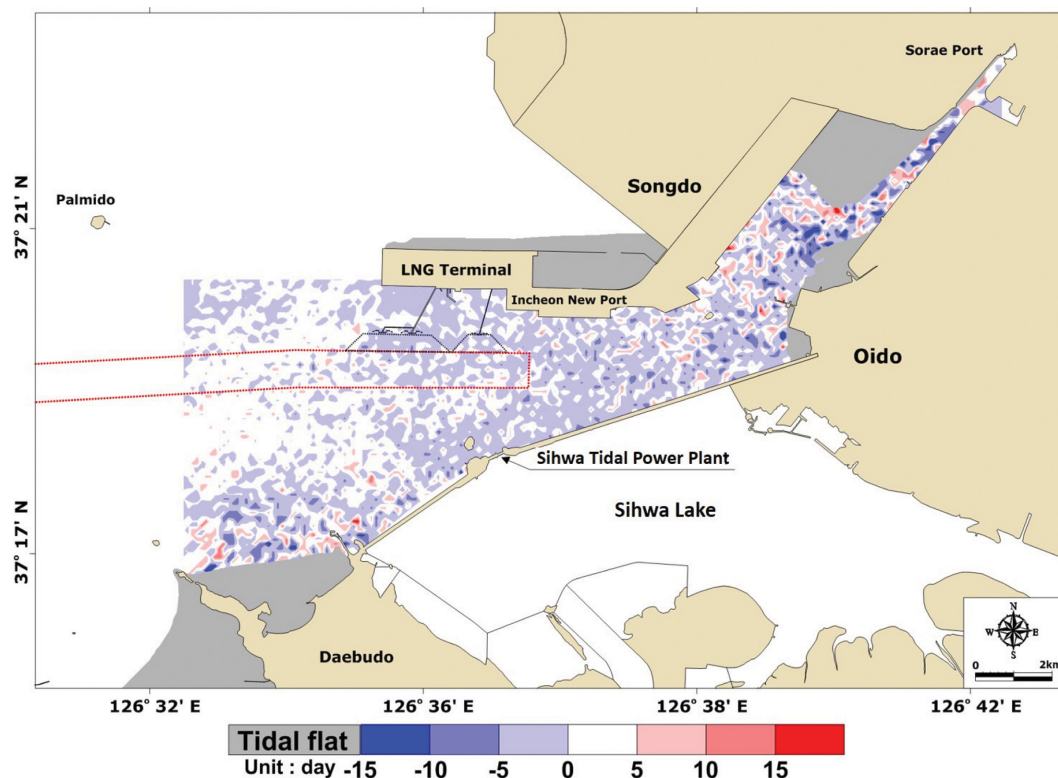 Sorae Port
Songdo
Palmido
37° 21' N
LNG Terminal
Incheon New Port
Oido
Sihwa Tidal Power Plant
Sihwa Lake
37° 17' N
Daebudo
N
W E
S
0 2km
126° 32' E 126° 36' E 126° 38' E 126° 42' E
Tidal flat
Unit : day -15 -10 -5 0 5 10 15